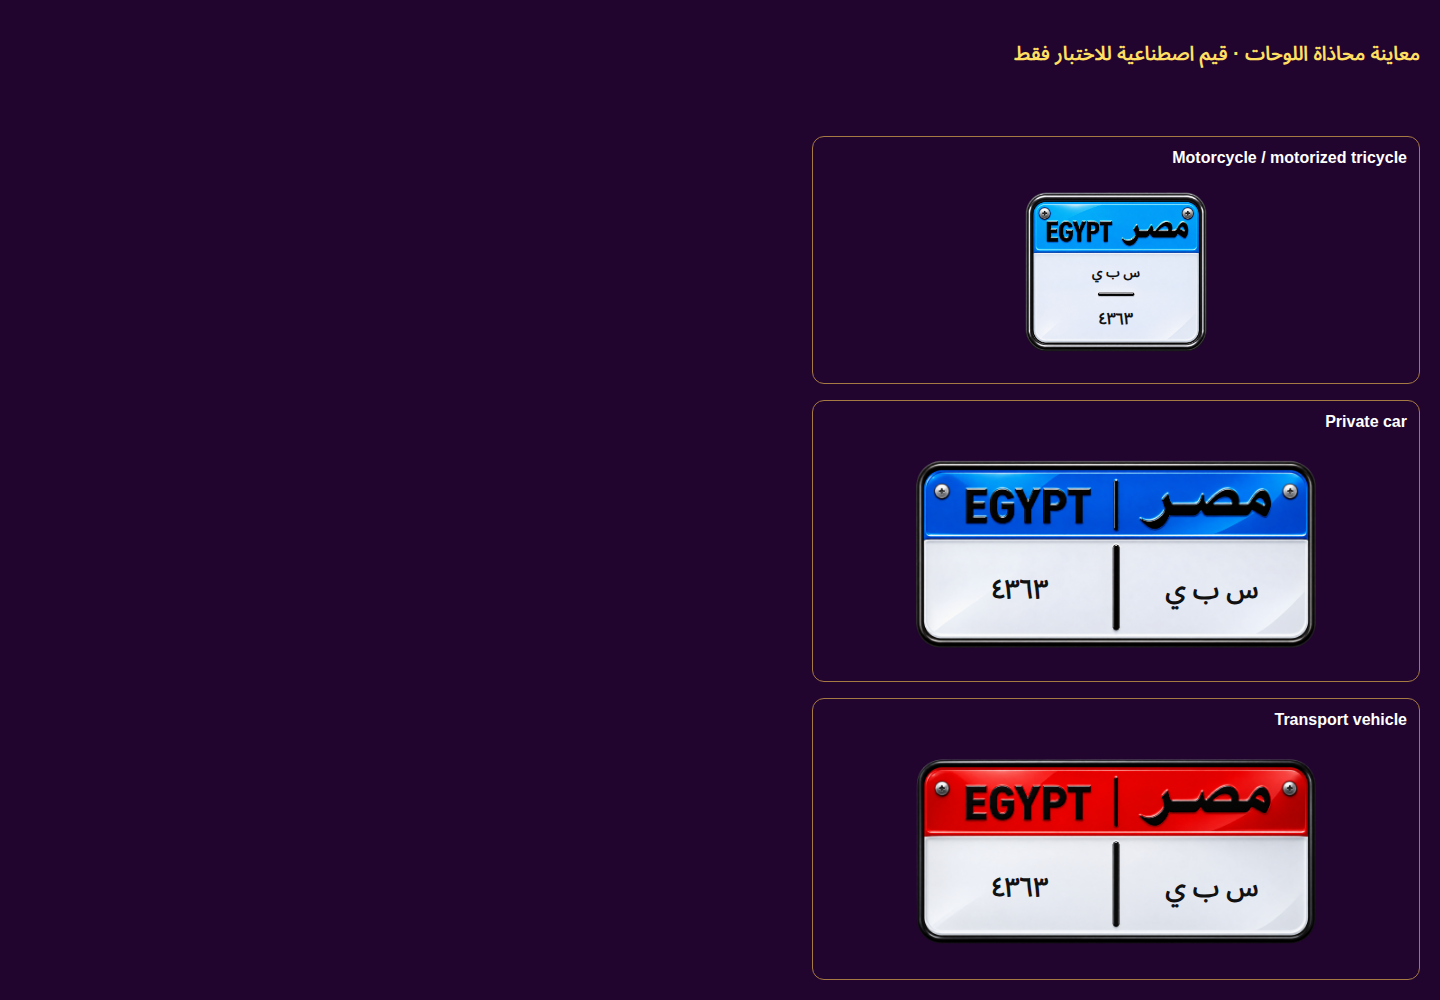 معاينة محاذاة اللوحات · قيم اصطناعية للاختبار فقط
Motorcycle / motorized tricycle
EGYPT مصر
س ب ي
٤٣٦٣
Private car
EGYPT مصر
٤٣٦٣ س ب ي
Transport vehicle
EGYPT مصر
٤٣٦٣ س ب ي